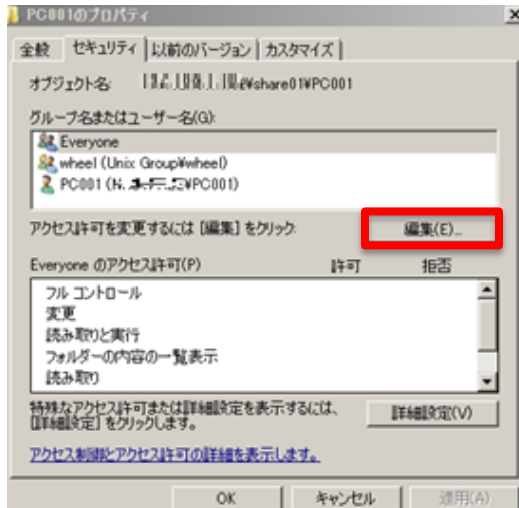 PC001のプロパティ
全般 セキュリティ 以前のバージョン カスタマイズ
オブジェクト名: ¥share01¥PC001
グループ名またはユーザー名(G):
Everyone
wheel (Unix Group¥wheel)
PC001 (N. ¥PC001)
アクセス許可を変更するには [編集] をクリック: 編集(E)...
Everyone のアクセス許可(P) 許可 拒否
フル コントロール
変更
読み取りと実行
フォルダーの内容の一覧表示
読み取り
特殊なアクセス許可または詳細設定を表示するには、 詳細設定(V)
[詳細設定] をクリックします。
アクセス制御とアクセス許可の詳細を表示します。
OK キャンセル 適用(A)